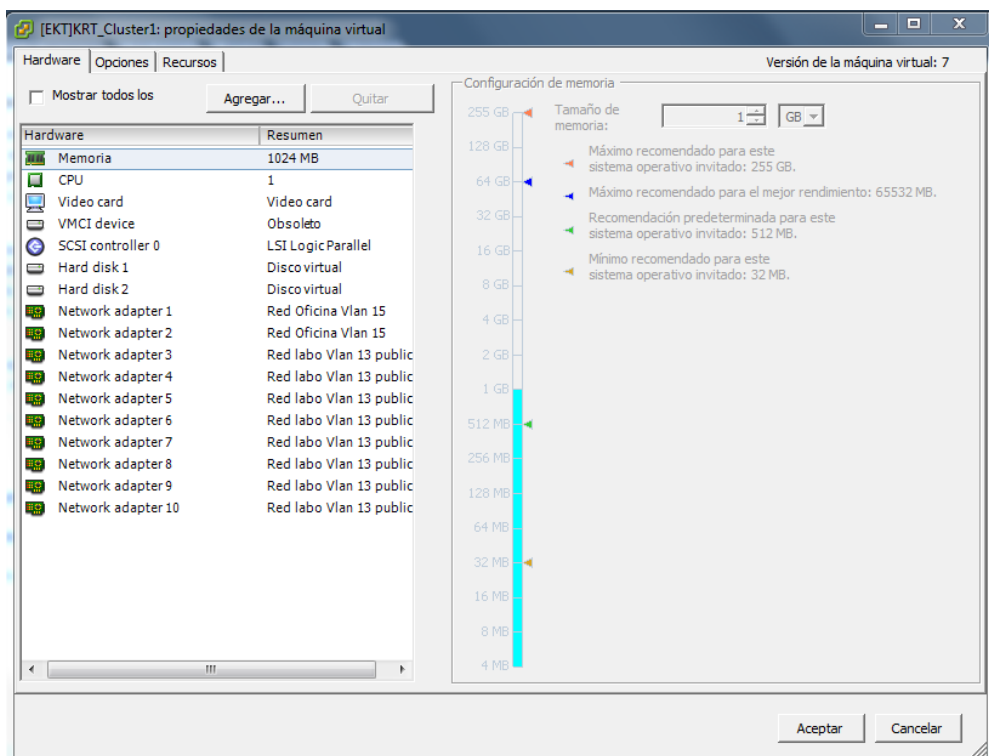 [EKT]KRT_Cluster1: propiedades de la máquina virtual
Hardware Opciones Recursos
Versión de la máquina virtual: 7
Mostrar todos los
Agregar...
Quitar
Hardware Resumen
Memoria 1024 MB
CPU 1
Video card Video card
VMCI device Obsoleto
SCSI controller 0 LSI Logic Parallel
Hard disk 1 Disco virtual
Hard disk 2 Disco virtual
Network adapter 1 Red Oficina Vlan 15
Network adapter 2 Red Oficina Vlan 15
Network adapter 3 Red labo Vlan 13 public
Network adapter 4 Red labo Vlan 13 public
Network adapter 5 Red labo Vlan 13 public
Network adapter 6 Red labo Vlan 13 public
Network adapter 7 Red labo Vlan 13 public
Network adapter 8 Red labo Vlan 13 public
Network adapter 9 Red labo Vlan 13 public
Network adapter 10 Red labo Vlan 13 public
Configuración de memoria
255 GB
128 GB
64 GB
32 GB
16 GB
8 GB
4 GB
2 GB
1 GB
512 MB
256 MB
128 MB
64 MB
32 MB
16 MB
8 MB
4 MB
Tamaño de
memoria:
1 GB
Máximo recomendado para este
sistema operativo invitado: 255 GB.
Máximo recomendado para el mejor rendimiento: 65532 MB.
Recomendación predeterminada para este
sistema operativo invitado: 512 MB.
Mínimo recomendado para este
sistema operativo invitado: 32 MB.
Aceptar
Cancelar